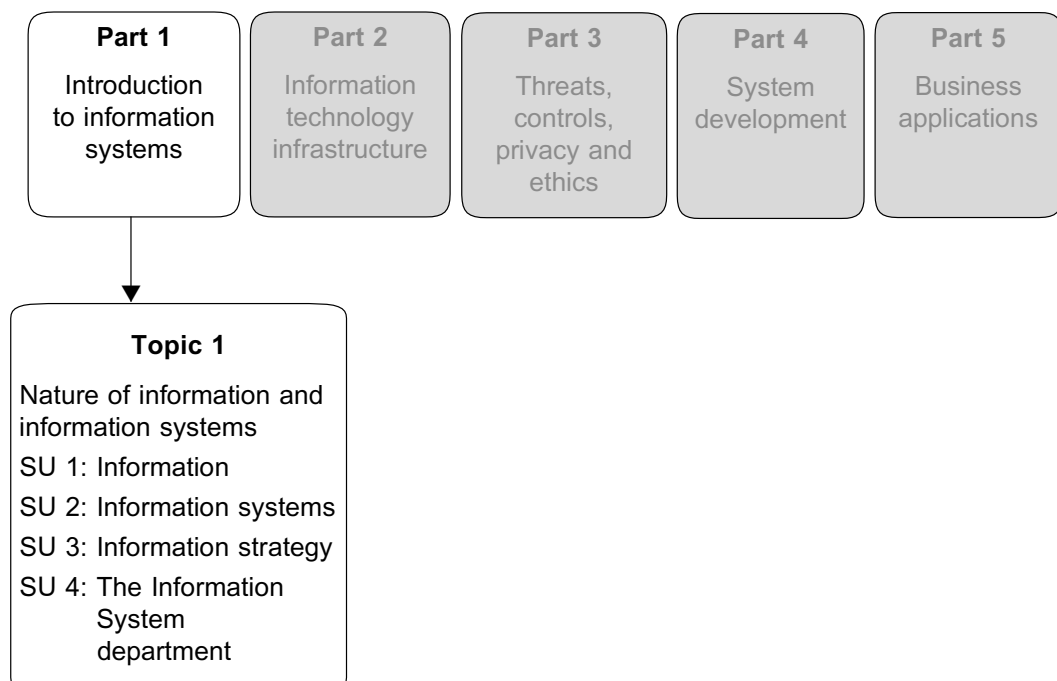 Part 1
Introduction
to information
systems
Part 2
Information
technology
infrastructure
Part 3
Threats,
controls,
privacy and
ethics
Part 4
System
development
Part 5
Business
applications
Topic 1
Nature of information and
information systems
SU 1: Information
SU 2: Information systems
SU 3: Information strategy
SU 4: The Information
System
department